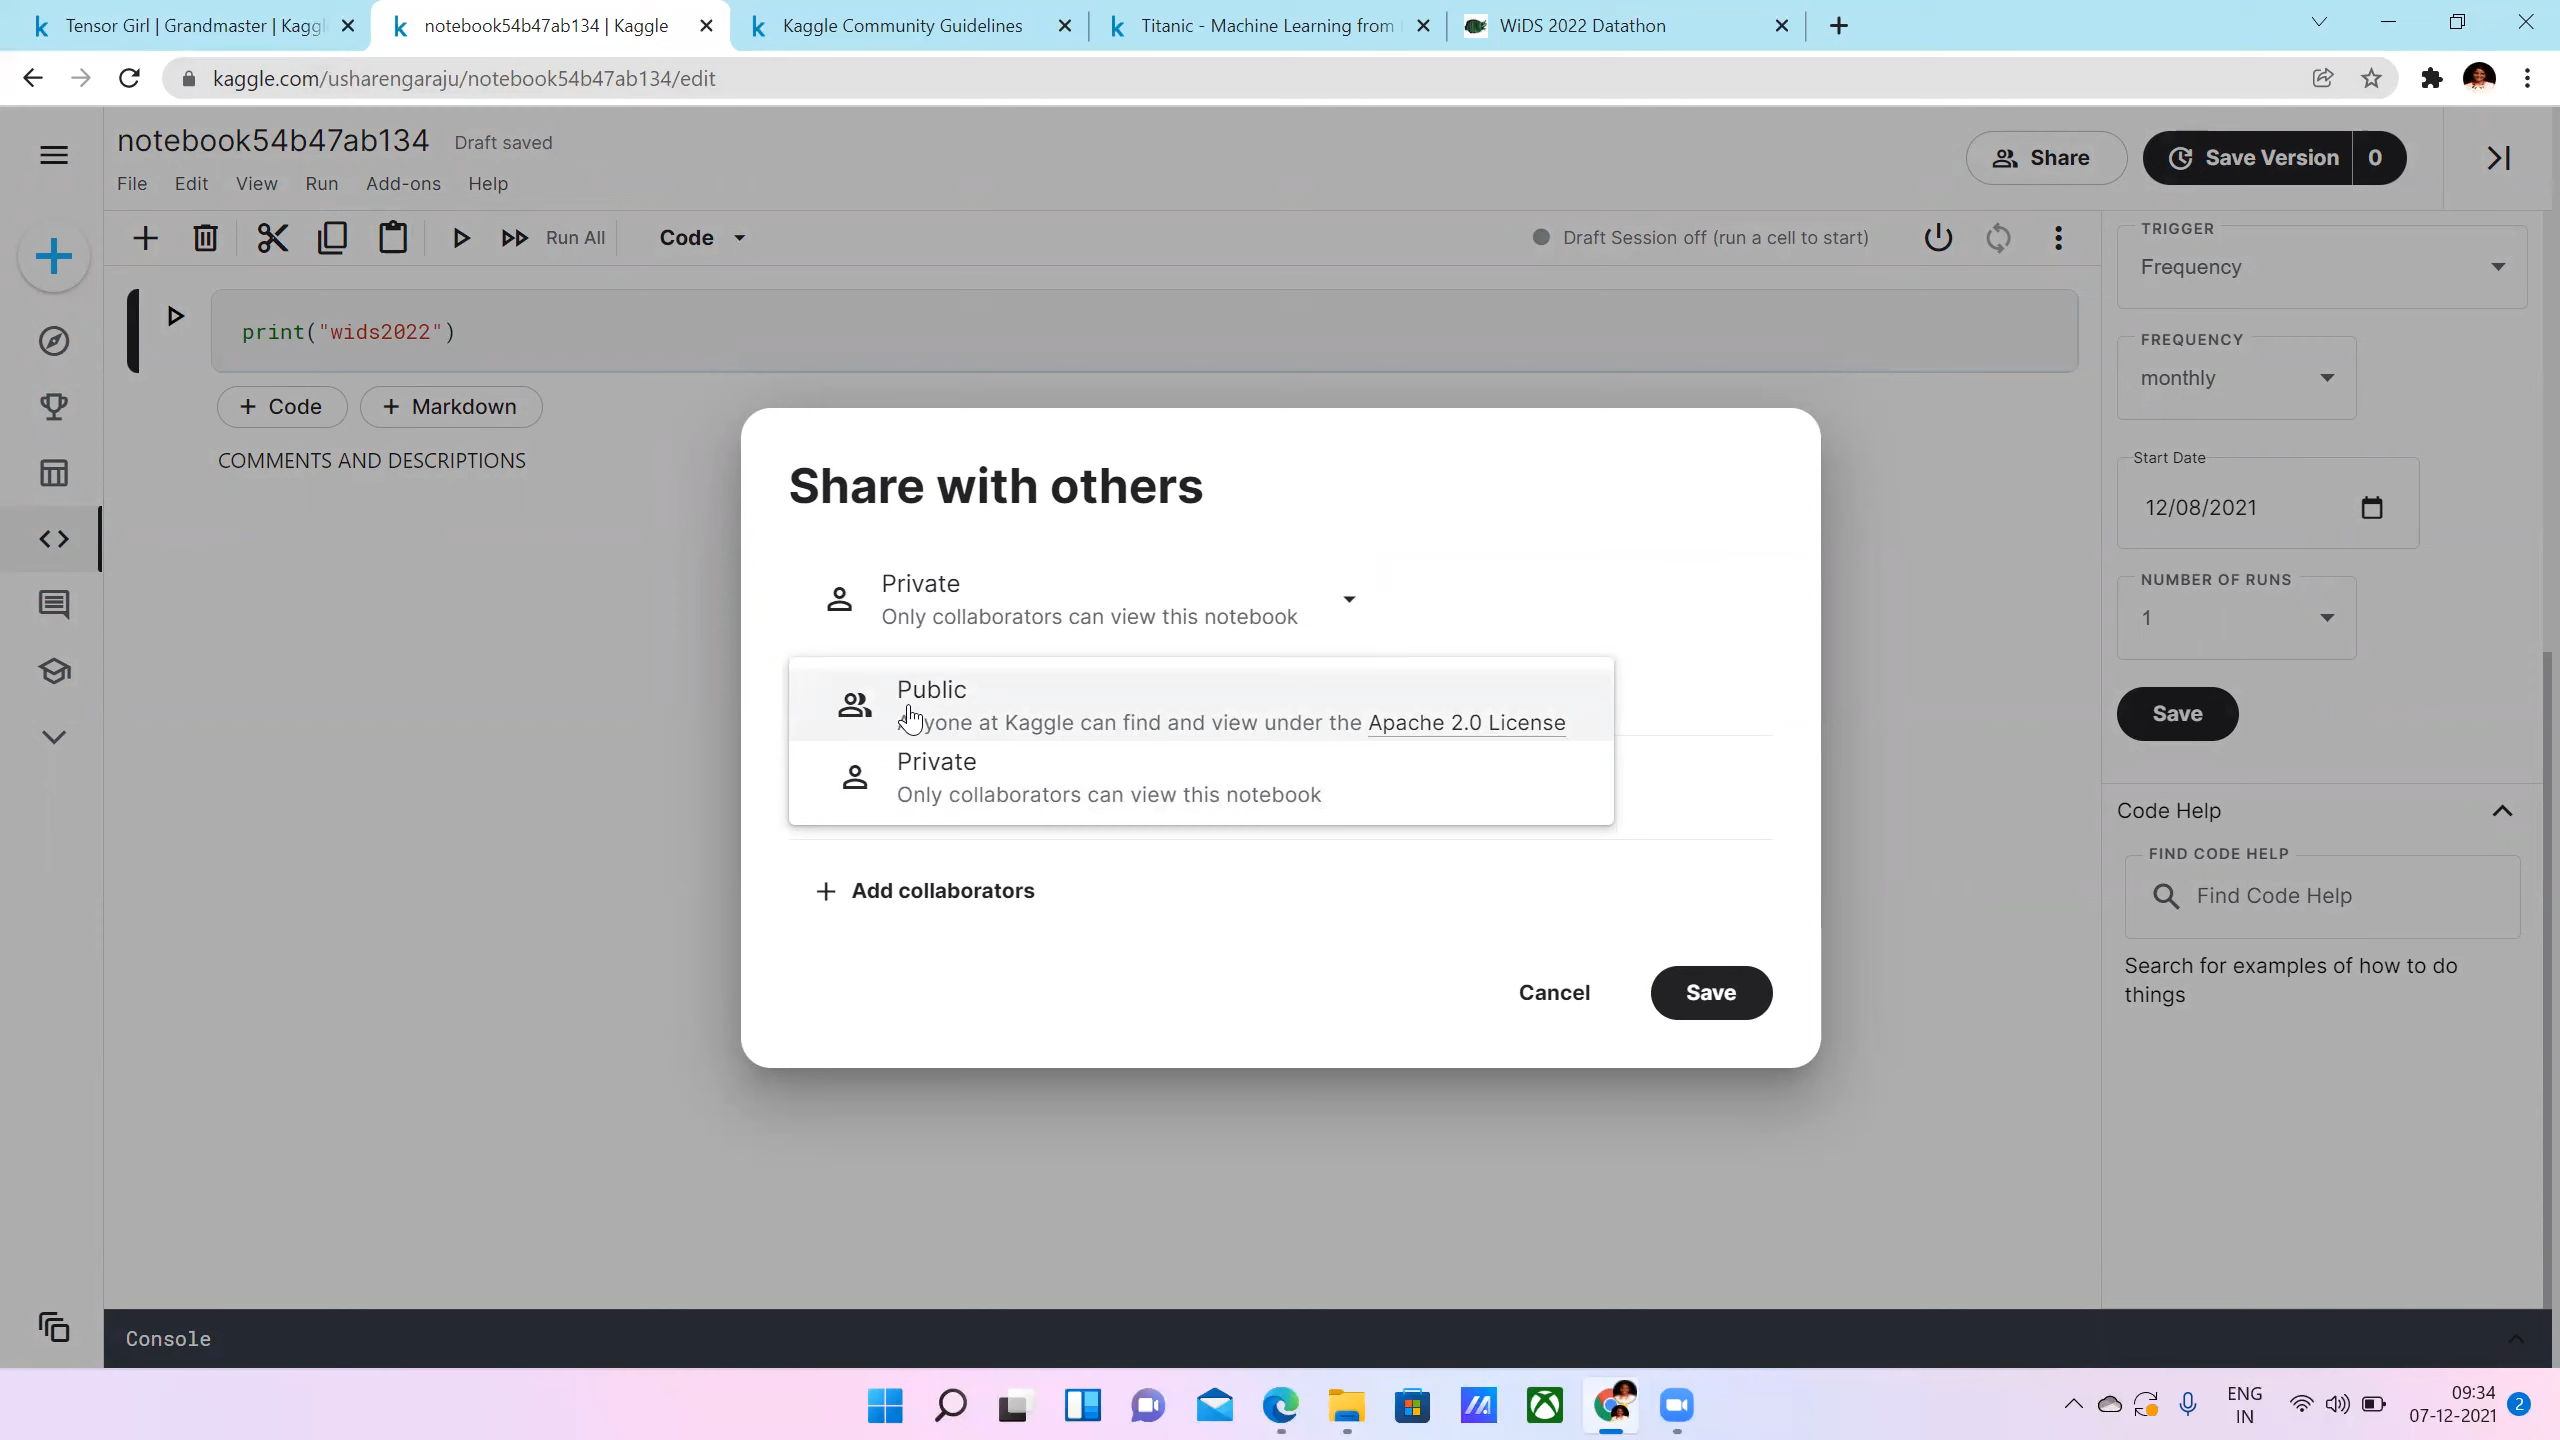 Tensor Girl | Grandmaster | Kaggl
notebook54b47ab134 | Kaggle
Kaggle Community Guidelines
Titanic - Machine Learning from
WiDS 2022 Datathon
kaggle.com/usharengaraju/notebook54b47ab134/edit
notebook54b47ab134 Draft saved
Share
Save Version 0
File Edit View Run Add-ons Help
Run All Code
Draft Session off (run a cell to start)
print("wids2022")
+ Code + Markdown
COMMENTS AND DESCRIPTIONS
Share with others
Private
Only collaborators can view this notebook
Public
Anyone at Kaggle can find and view under the Apache 2.0 License
Private
Only collaborators can view this notebook
+ Add collaborators
Cancel Save
TRIGGER
Frequency
FREQUENCY
monthly
Start Date
12/08/2021
NUMBER OF RUNS
1
Save
Code Help
FIND CODE HELP
Find Code Help
Search for examples of how to do
things
Console
ENG
IN
09:34
07-12-2021
2